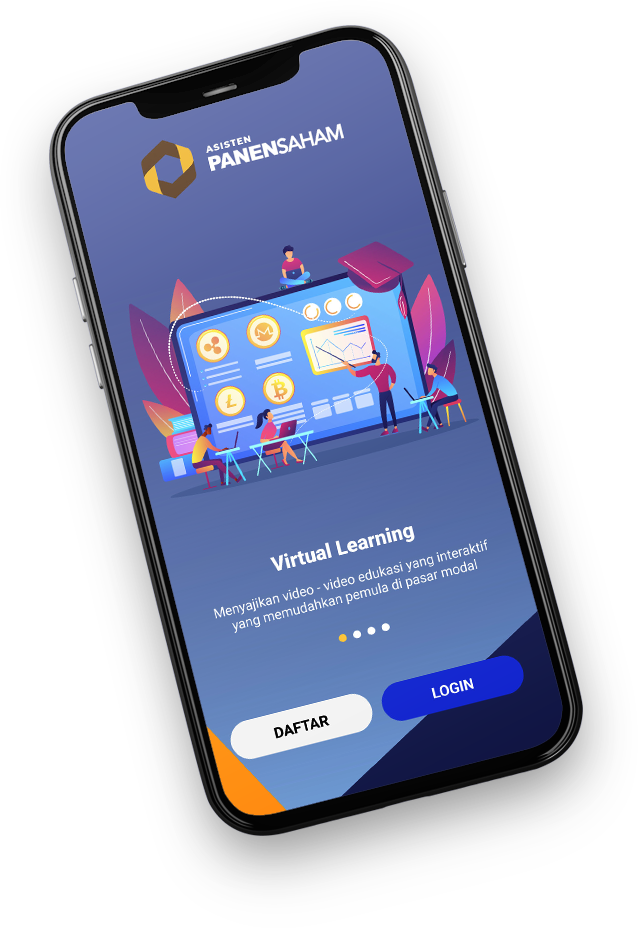 ASISTEN
PANENSAHAM
Virtual Learning
Menyajikan video - video edukasi yang interaktif
yang memudahkan pemula di pasar modal
DAFTAR
LOGIN